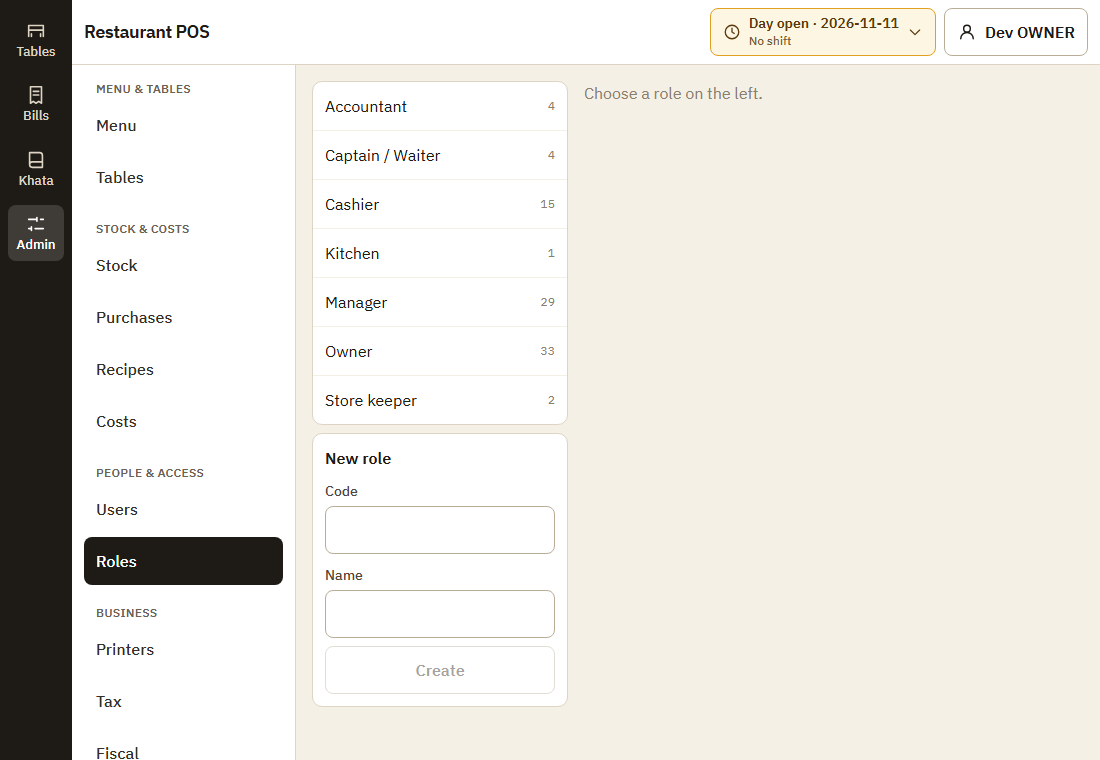 Tables
Bills
Khata
Admin
Restaurant POS
Day open · 2026-11-11
No shift
Dev OWNER
MENU & TABLES
Menu
Tables
STOCK & COSTS
Stock
Purchases
Recipes
Costs
PEOPLE & ACCESS
Users
Roles
BUSINESS
Printers
Tax
Fiscal
Accountant 4
Captain / Waiter 4
Cashier 15
Kitchen 1
Manager 29
Owner 33
Store keeper 2
New role
Code
Name
Create
Choose a role on the left.